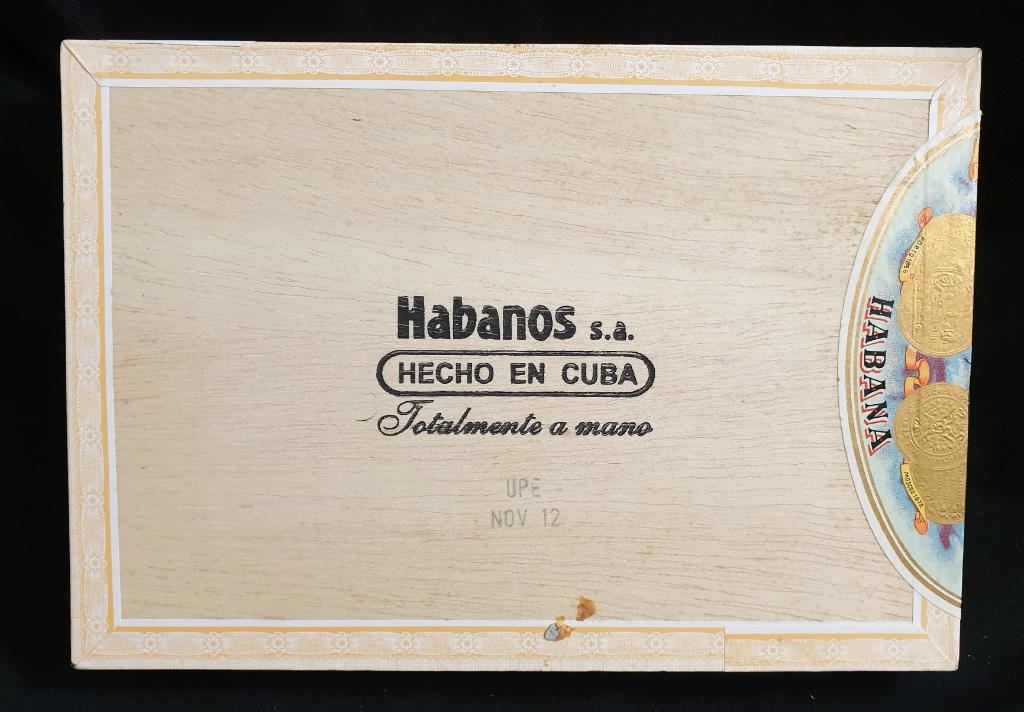 Habanos s.a.
HECHO EN CUBA
Totalmente a mano
UPE
NOV 12
HABANA